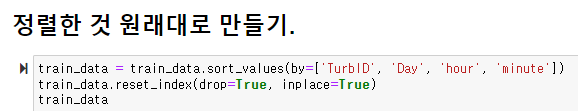 정렬한 것 원래대로 만들기.
train_data = train_data.sort_values(by=['TurbID', 'Day', 'hour', 'minute'])
train_data.reset_index(drop=True, inplace=True)
train_data